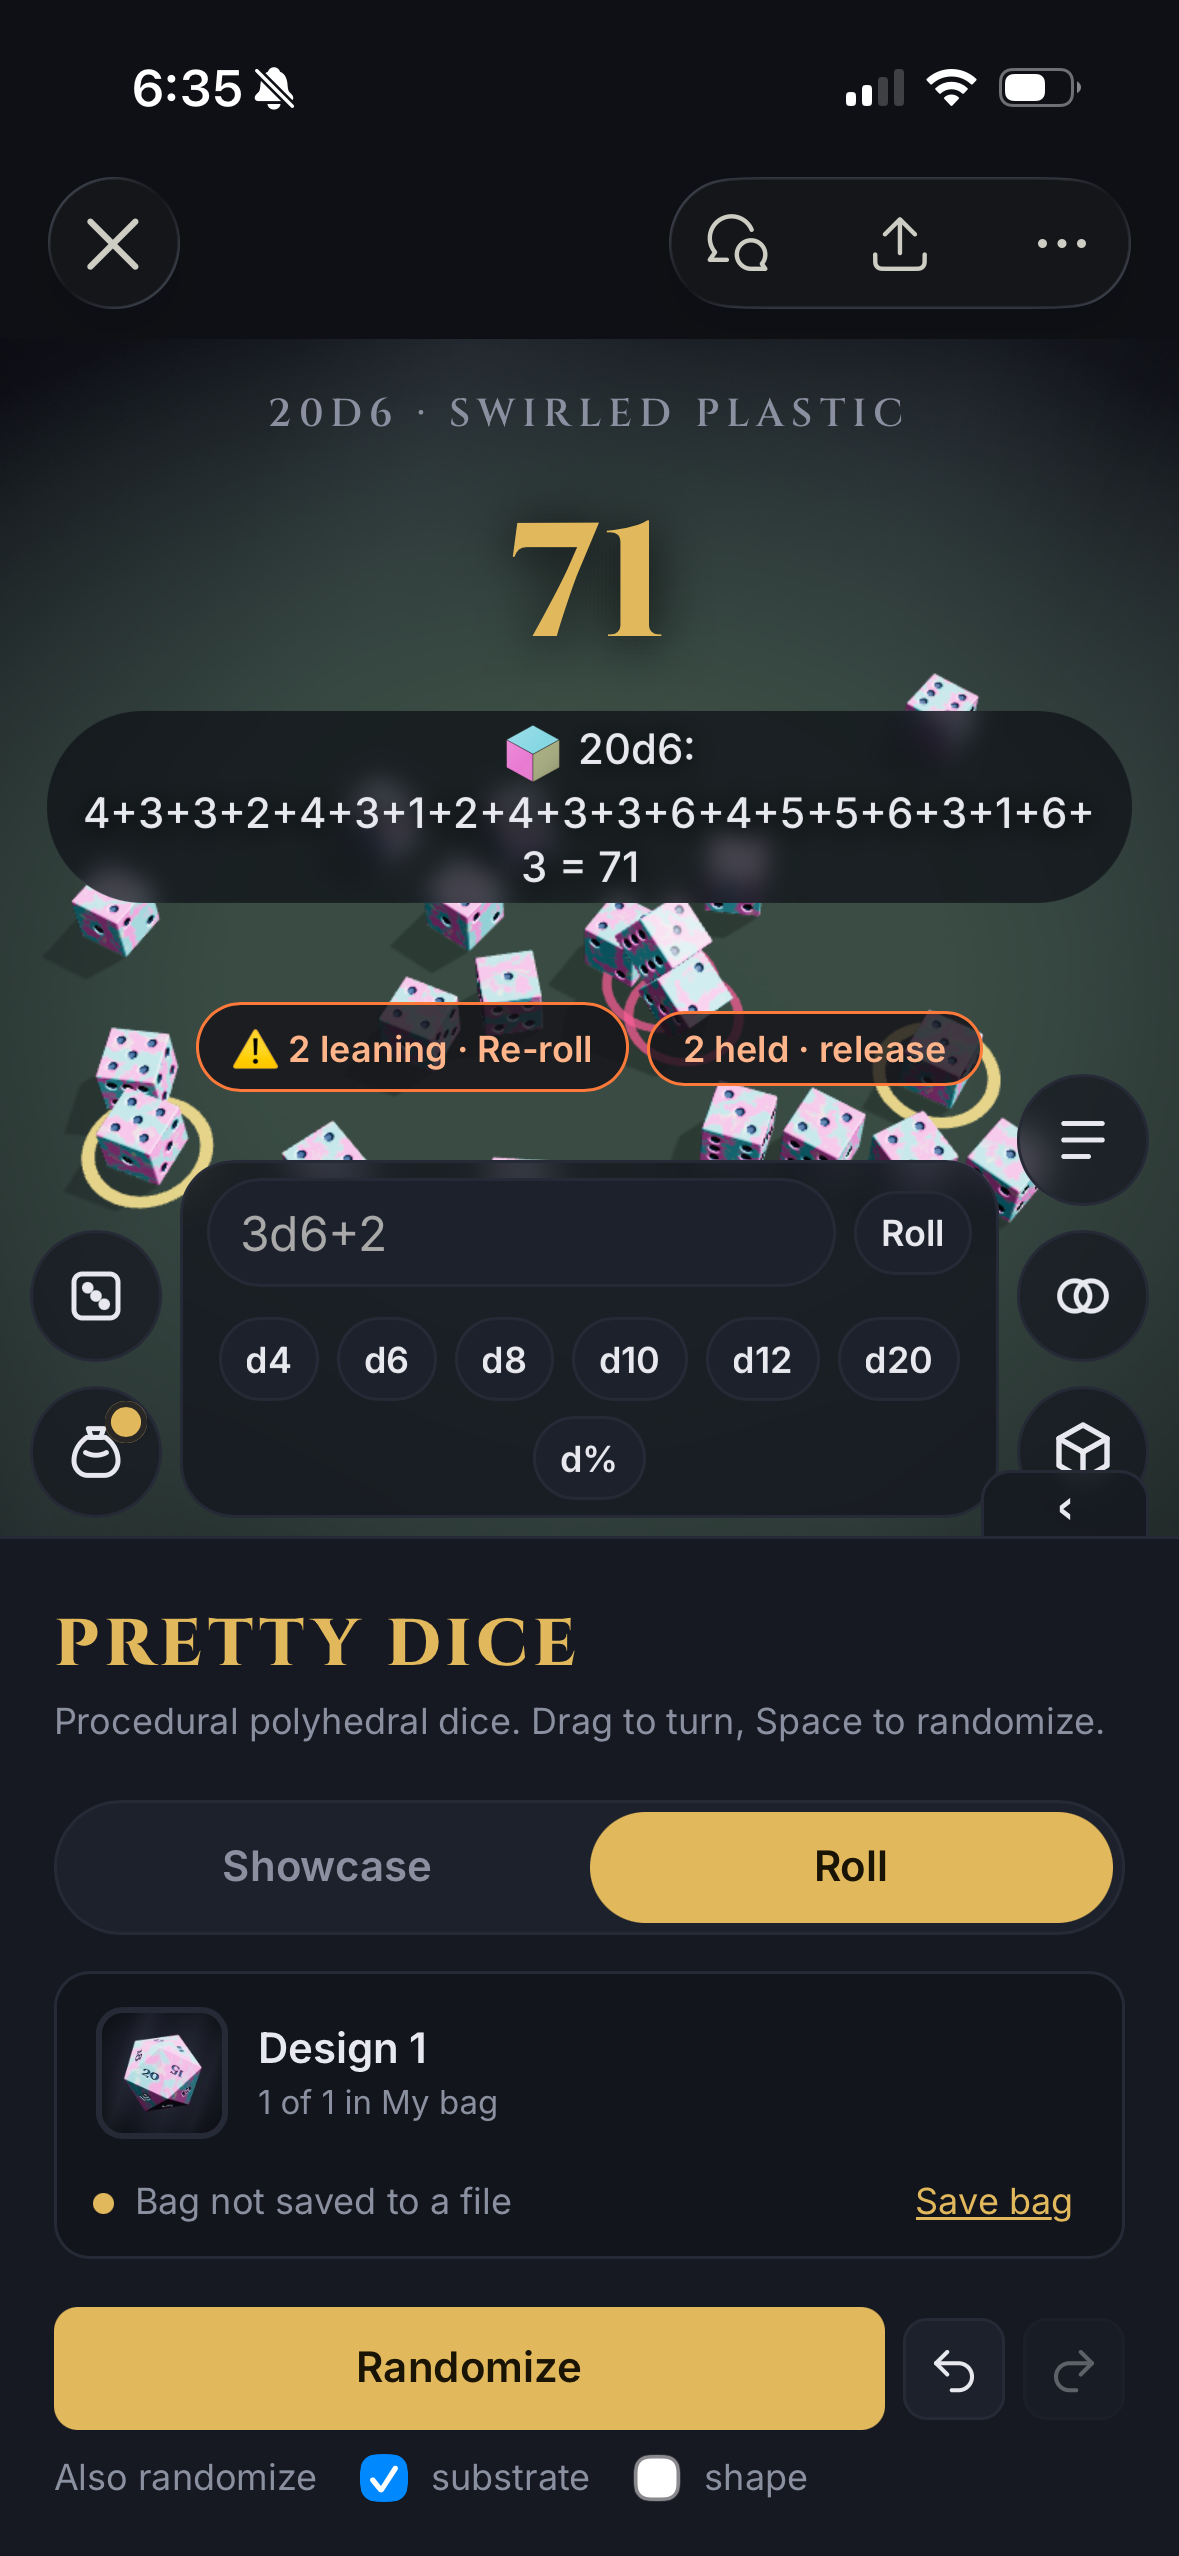 6:35
20D6 · SWIRLED PLASTIC
71
20d6:
4+3+3+2+4+3+1+2+4+3+3+6+4+5+5+6+3+1+6+
3 = 71
2 leaning · Re-roll
2 held · release
3d6+2
Roll
d4 d6 d8 d10 d12 d20
d%
PRETTY DICE
Procedural polyhedral dice. Drag to turn, Space to randomize.
Showcase Roll
Design 1
1 of 1 in My bag
20
Bag not saved to a file
Save bag
Randomize
Also randomize substrate shape